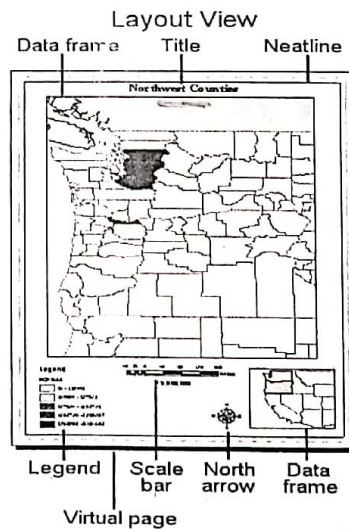 Layout View
Data frame Title Neatline
Northwest Counties
Legend
Legend Scale bar North arrow Data frame
Virtual page